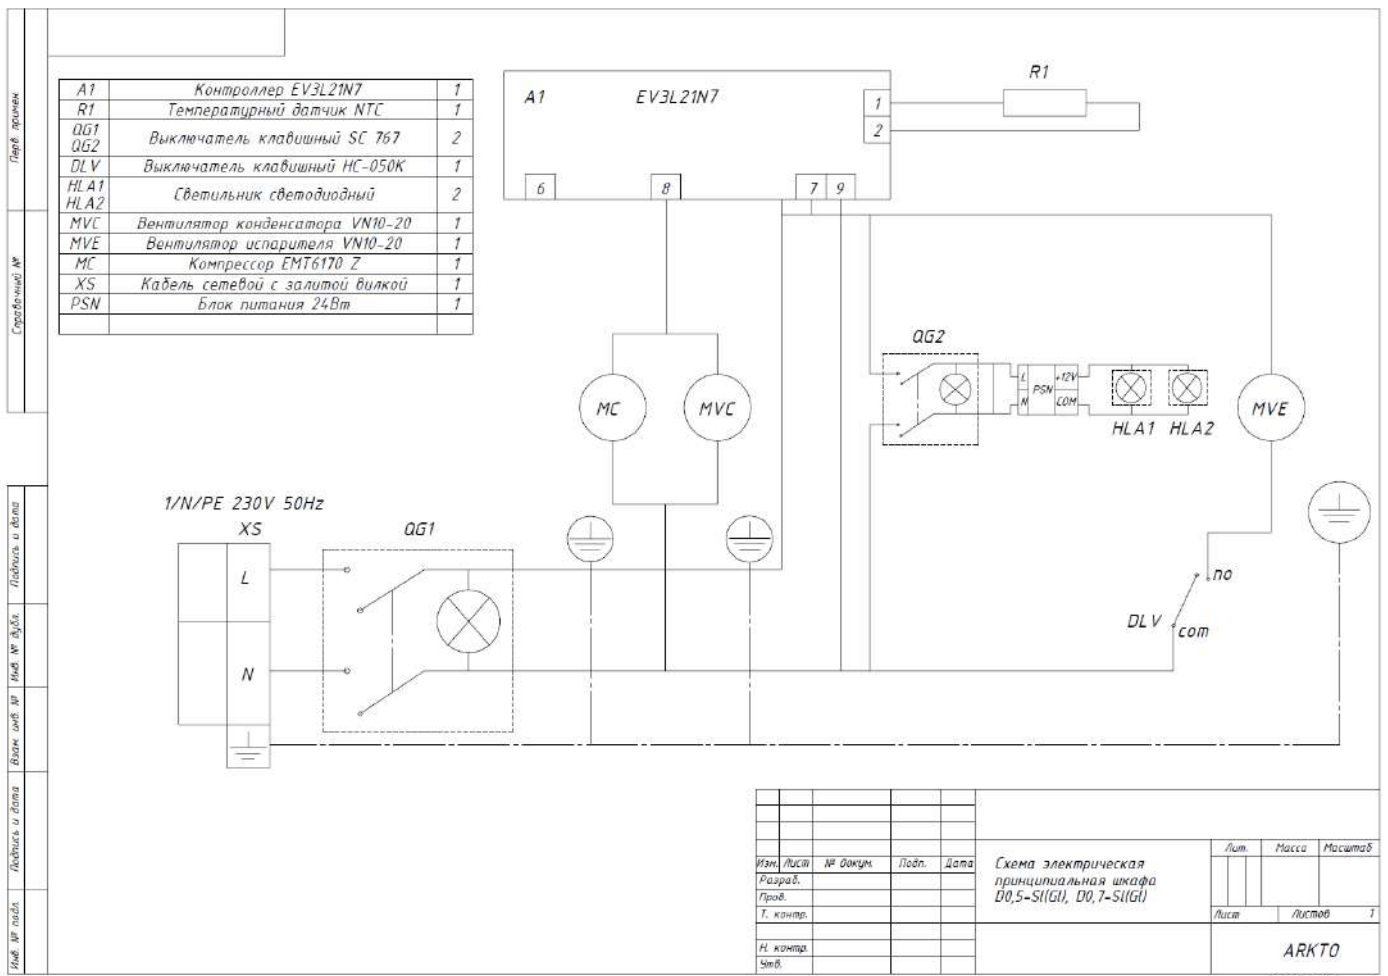 A1 Контроллер EV3L21N7 1
R1 Температурный датчик NTC 1
QG1
QG2 Выключатель клавишный SC 767 2
DLV Выключатель клавишный НС-050К 1
HLA1
HLA2 Светильник светодиодный 2
MVC Вентилятор конденсатора VN10-20 1
MVE Вентилятор испарителя VN10-20 1
MC Компрессор EMT6170 Z 1
XS Кабель сетевой с залитой вилкой 1
PSN Блок питания 24Вт 1
A1 EV3L21N7
R1
1
2
6 8 7 9
QG2
L PSN +12V
N COM
HLA1 HLA2
MC MVC MVE
1/N/PE 230V 50Hz
XS QG1
L
N
no
DLV com
Перв. примен.
Справочный №
Подпись и дата
Инв. № дубл.
Взам. инв. №
Подпись и дата
Инв. № подл.
Изм. Лист № докум. Подп. Дата
Разраб.
Пров.
Т. контр.
Н. контр.
Утв.
Схема электрическая
принципиальная шкафа
D0,5-Sl(Gl), D0,7-Sl(Gl)
Лит. Масса Масштаб
Лист Листов 1
ARKTO